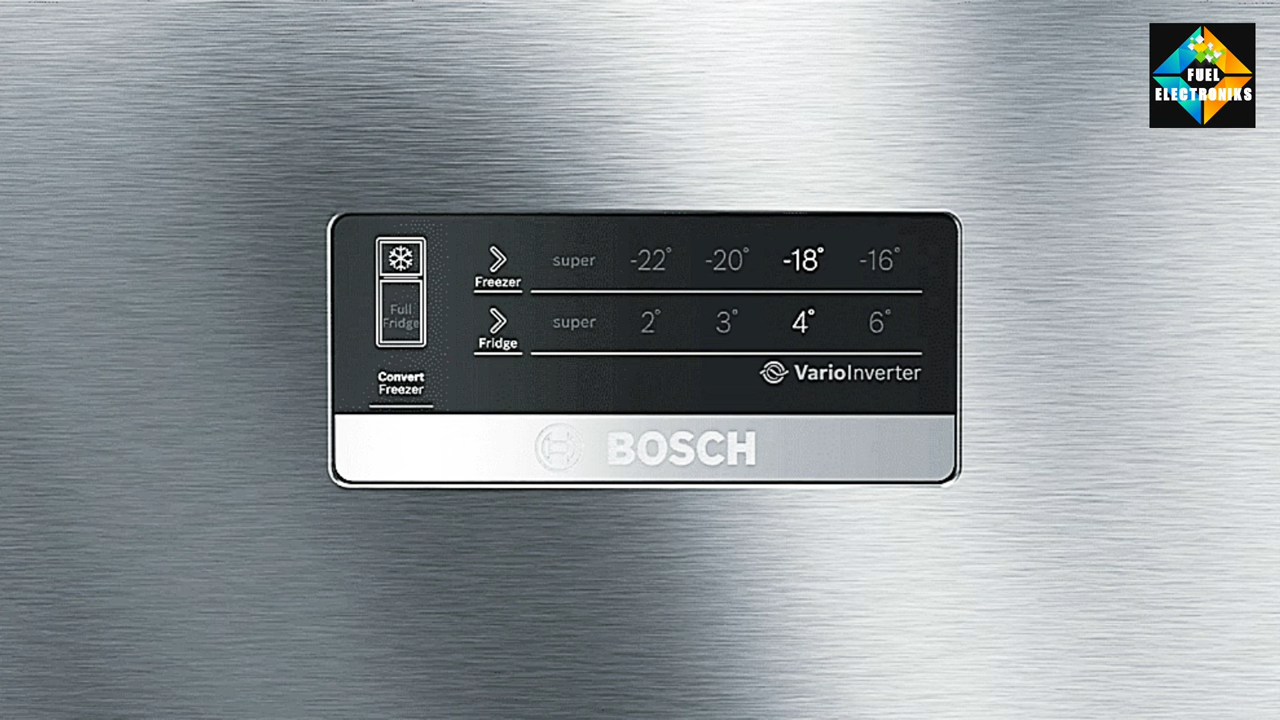 FUEL
ELECTRONIKS
Freezer super -22° -20° -18° -16°
Full
Fridge
Fridge super 2° 3° 4° 6°
Convert
Freezer
VarioInverter
BOSCH